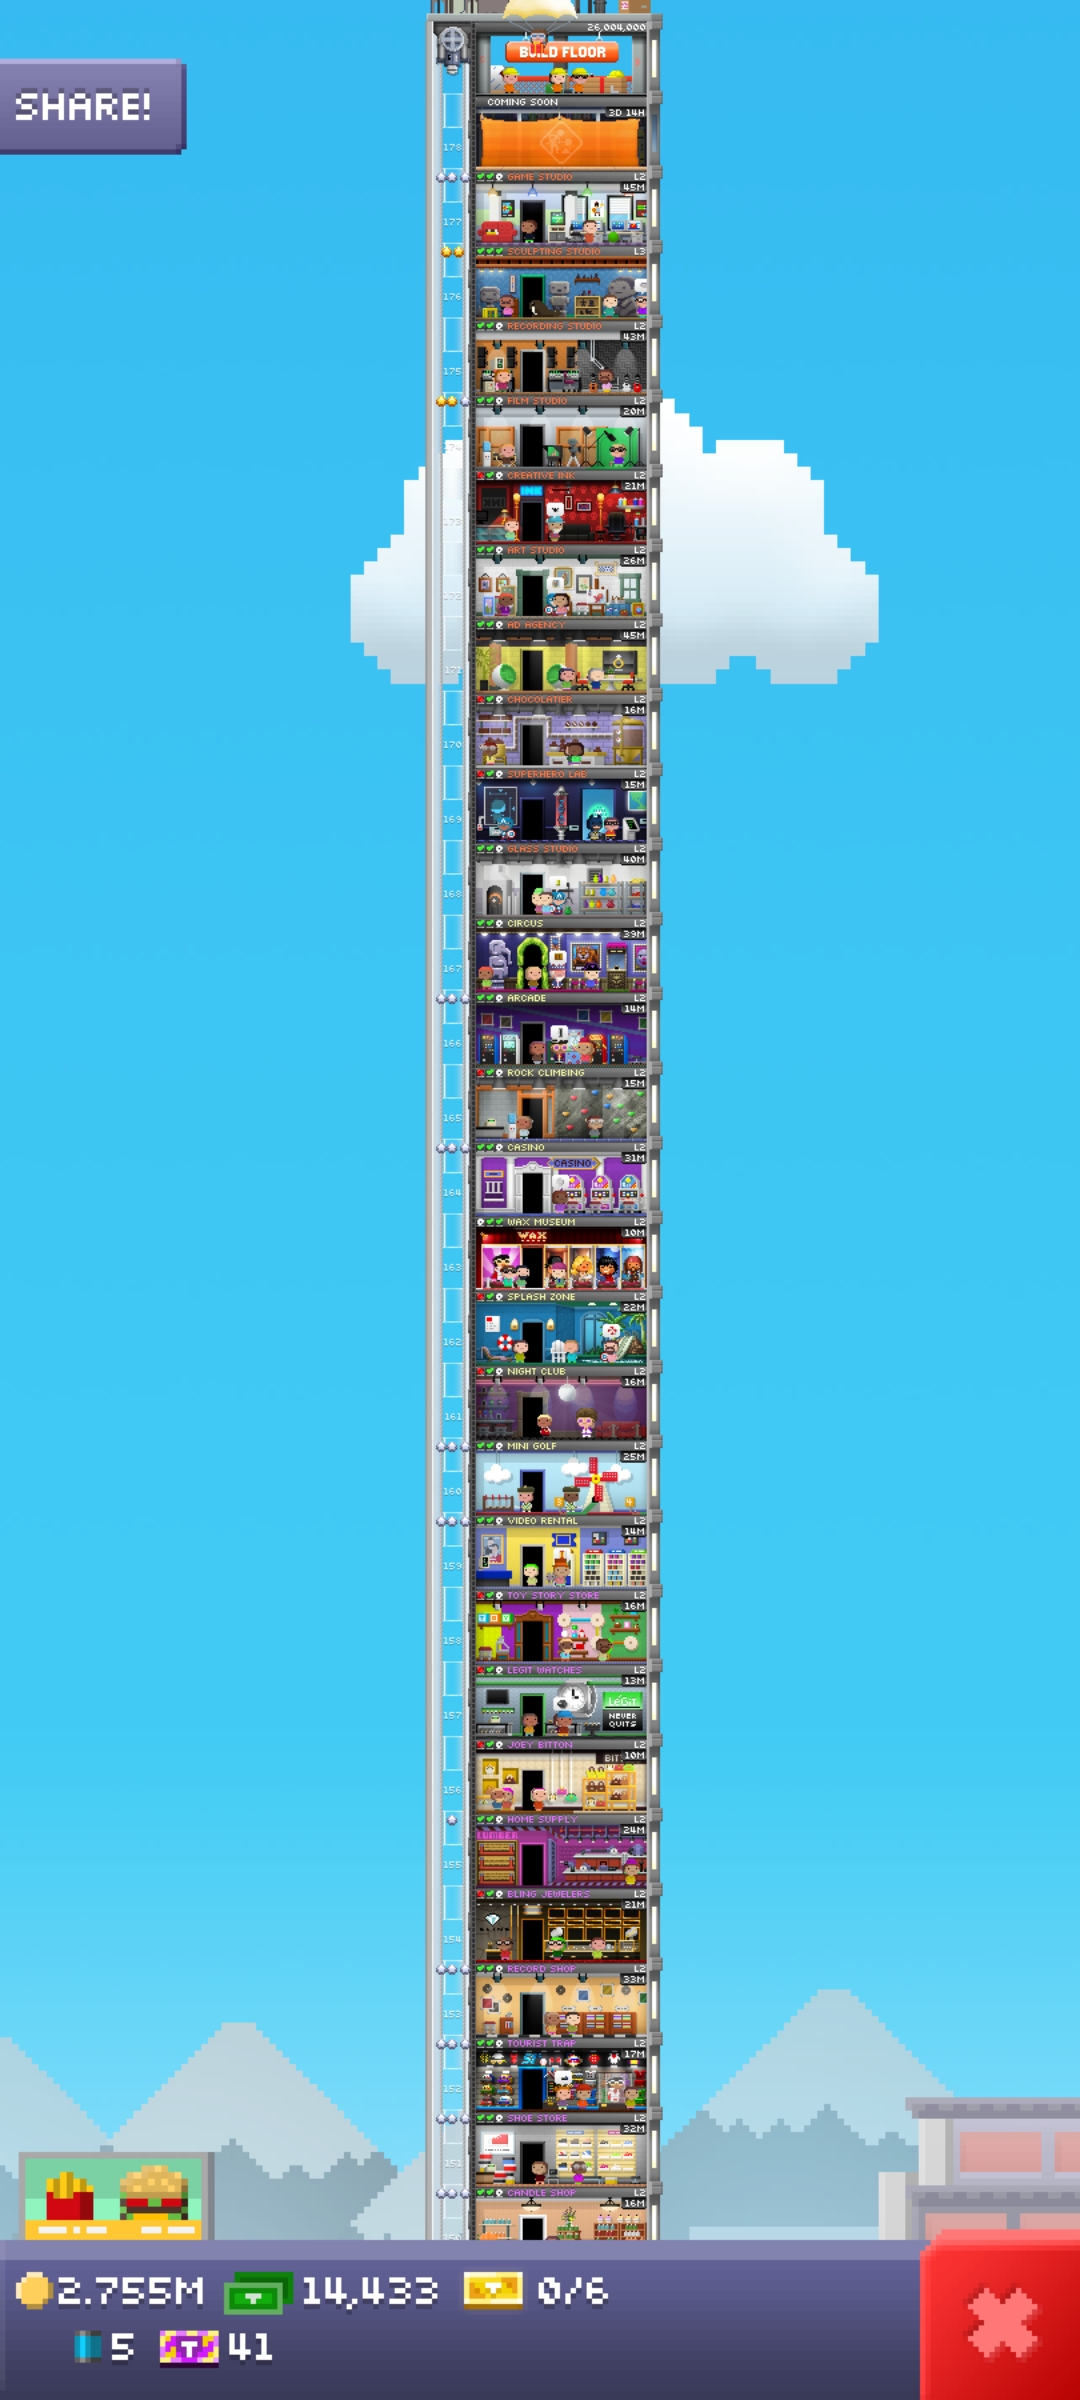 26,004,000
BUILD FLOOR
SHARE!
COMING SOON
3D 14H
178
GAME STUDIO L2
45M
177
SCULPTING STUDIO L3
176
RECORDING STUDIO L2
43M
175
FILM STUDIO L2
20M
174
CREATIVE INK L2
21M
INK
173
ART STUDIO L2
26M
172
AD AGENCY L2
45M
171
CHOCOLATIER L2
16M
170
SUPERHERO LAB L2
15M
169
GLASS STUDIO L2
40M
168
CIRCUS L2
39M
167
ARCADE L2
14M
166
ROCK CLIMBING L2
15M
165
CASINO L2
31M
CASINO
164
WAX MUSEUM L2
10M
WAX
163
SPLASH ZONE L2
22M
162
NIGHT CLUB L2
16M
161
MINI GOLF L2
25M
160
VIDEO RENTAL L2
14M
159
TOY STORY STORE L2
16M
TOY
158
LEGIT WATCHES L2
13M
LéGiT
NEVER
QUITS
157
JOEY BITTON L2
10M
BIT
156
HOME SUPPLY L2
24M
LUMBER
155
BLING JEWELERS L2
21M
154
RECORD SHOP L2
33M
153
TOURIST TRAP L2
17M
152
SHOE STORE L2
32M
151
CANDLE SHOP L2
16M
2.755M 14,433 0/6
5 T 41